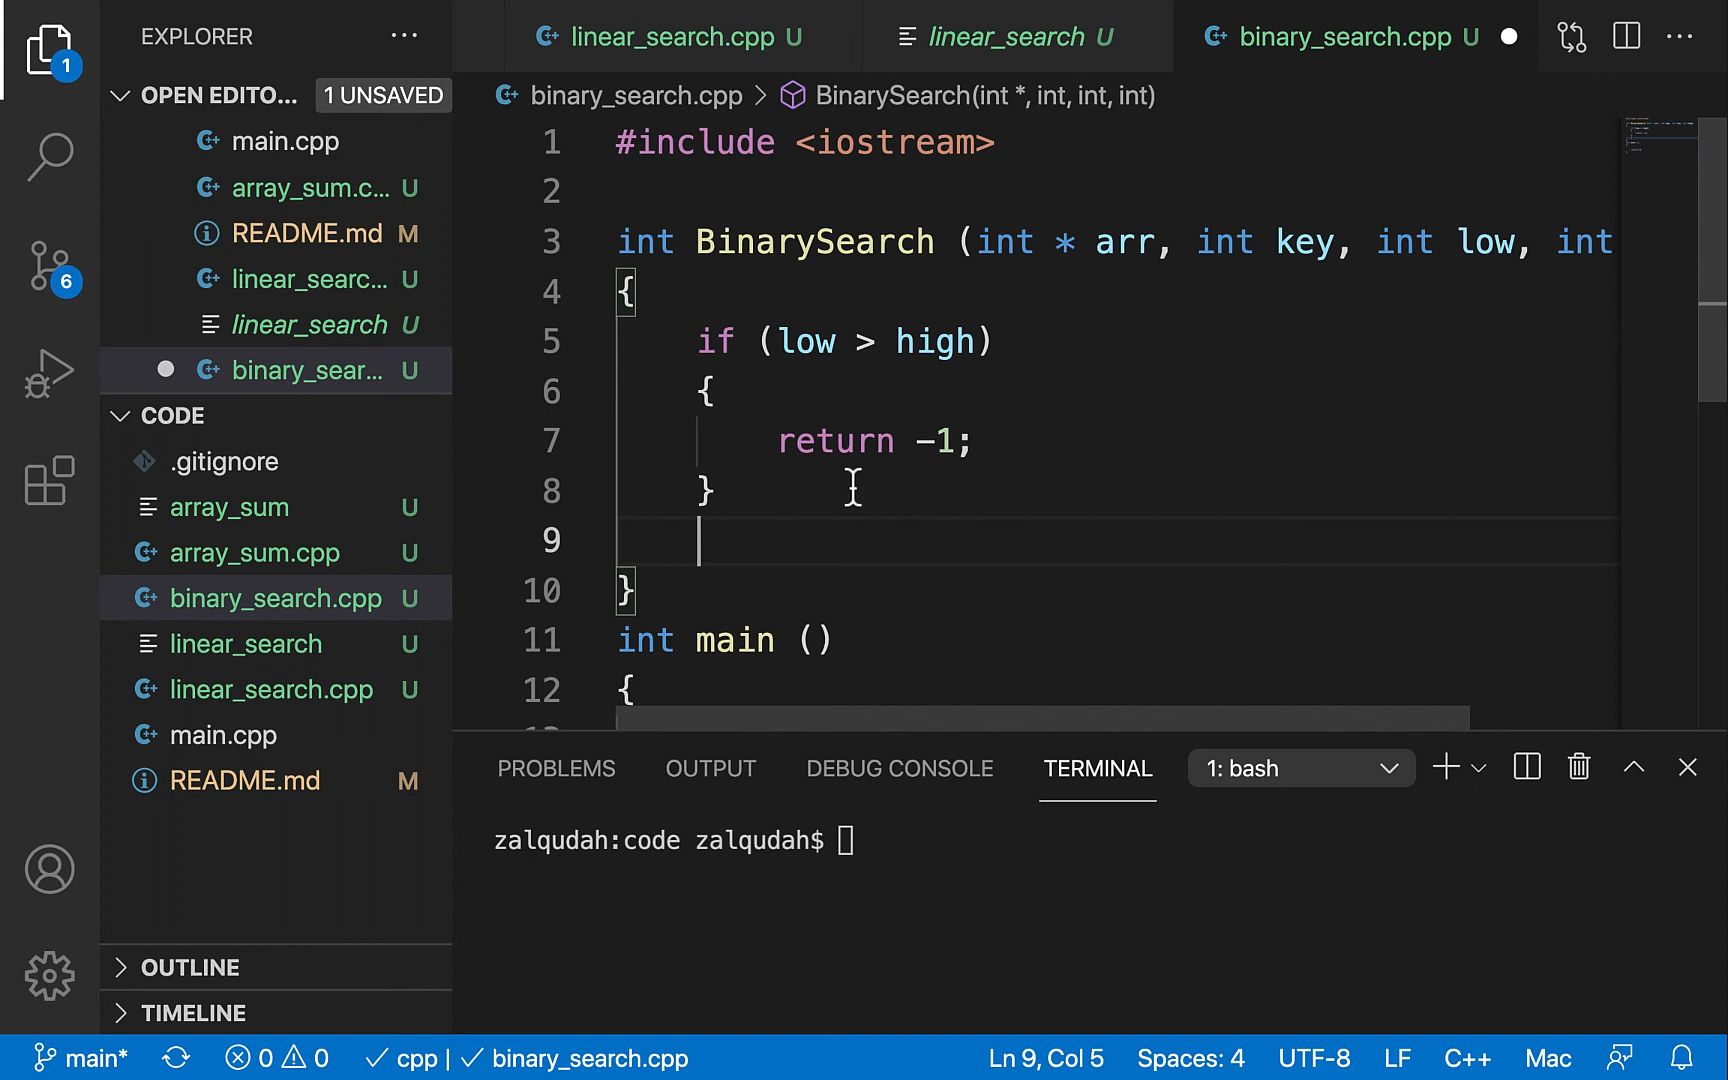 1
EXPLORER
OPEN EDITO... 1 UNSAVED
main.cpp
array_sum.c... U
README.md M
linear_searc... U
linear_search U
binary_sear... U
CODE
.gitignore
array_sum U
array_sum.cpp U
binary_search.cpp U
linear_search U
linear_search.cpp U
main.cpp
README.md M
OUTLINE
TIMELINE
6
linear_search.cpp U
linear_search U
binary_search.cpp U
binary_search.cpp > BinarySearch(int *, int, int, int)
1 #include <iostream>
2
3 int BinarySearch (int * arr, int key, int low, int
4 {
5 if (low > high)
6 {
7 return -1;
8 }
9
10 }
11 int main ()
12 {
PROBLEMS OUTPUT DEBUG CONSOLE TERMINAL 1: bash
zalqudah:code zalqudah$
main* 0 0 cpp | binary_search.cpp Ln 9, Col 5 Spaces: 4 UTF-8 LF C++ Mac